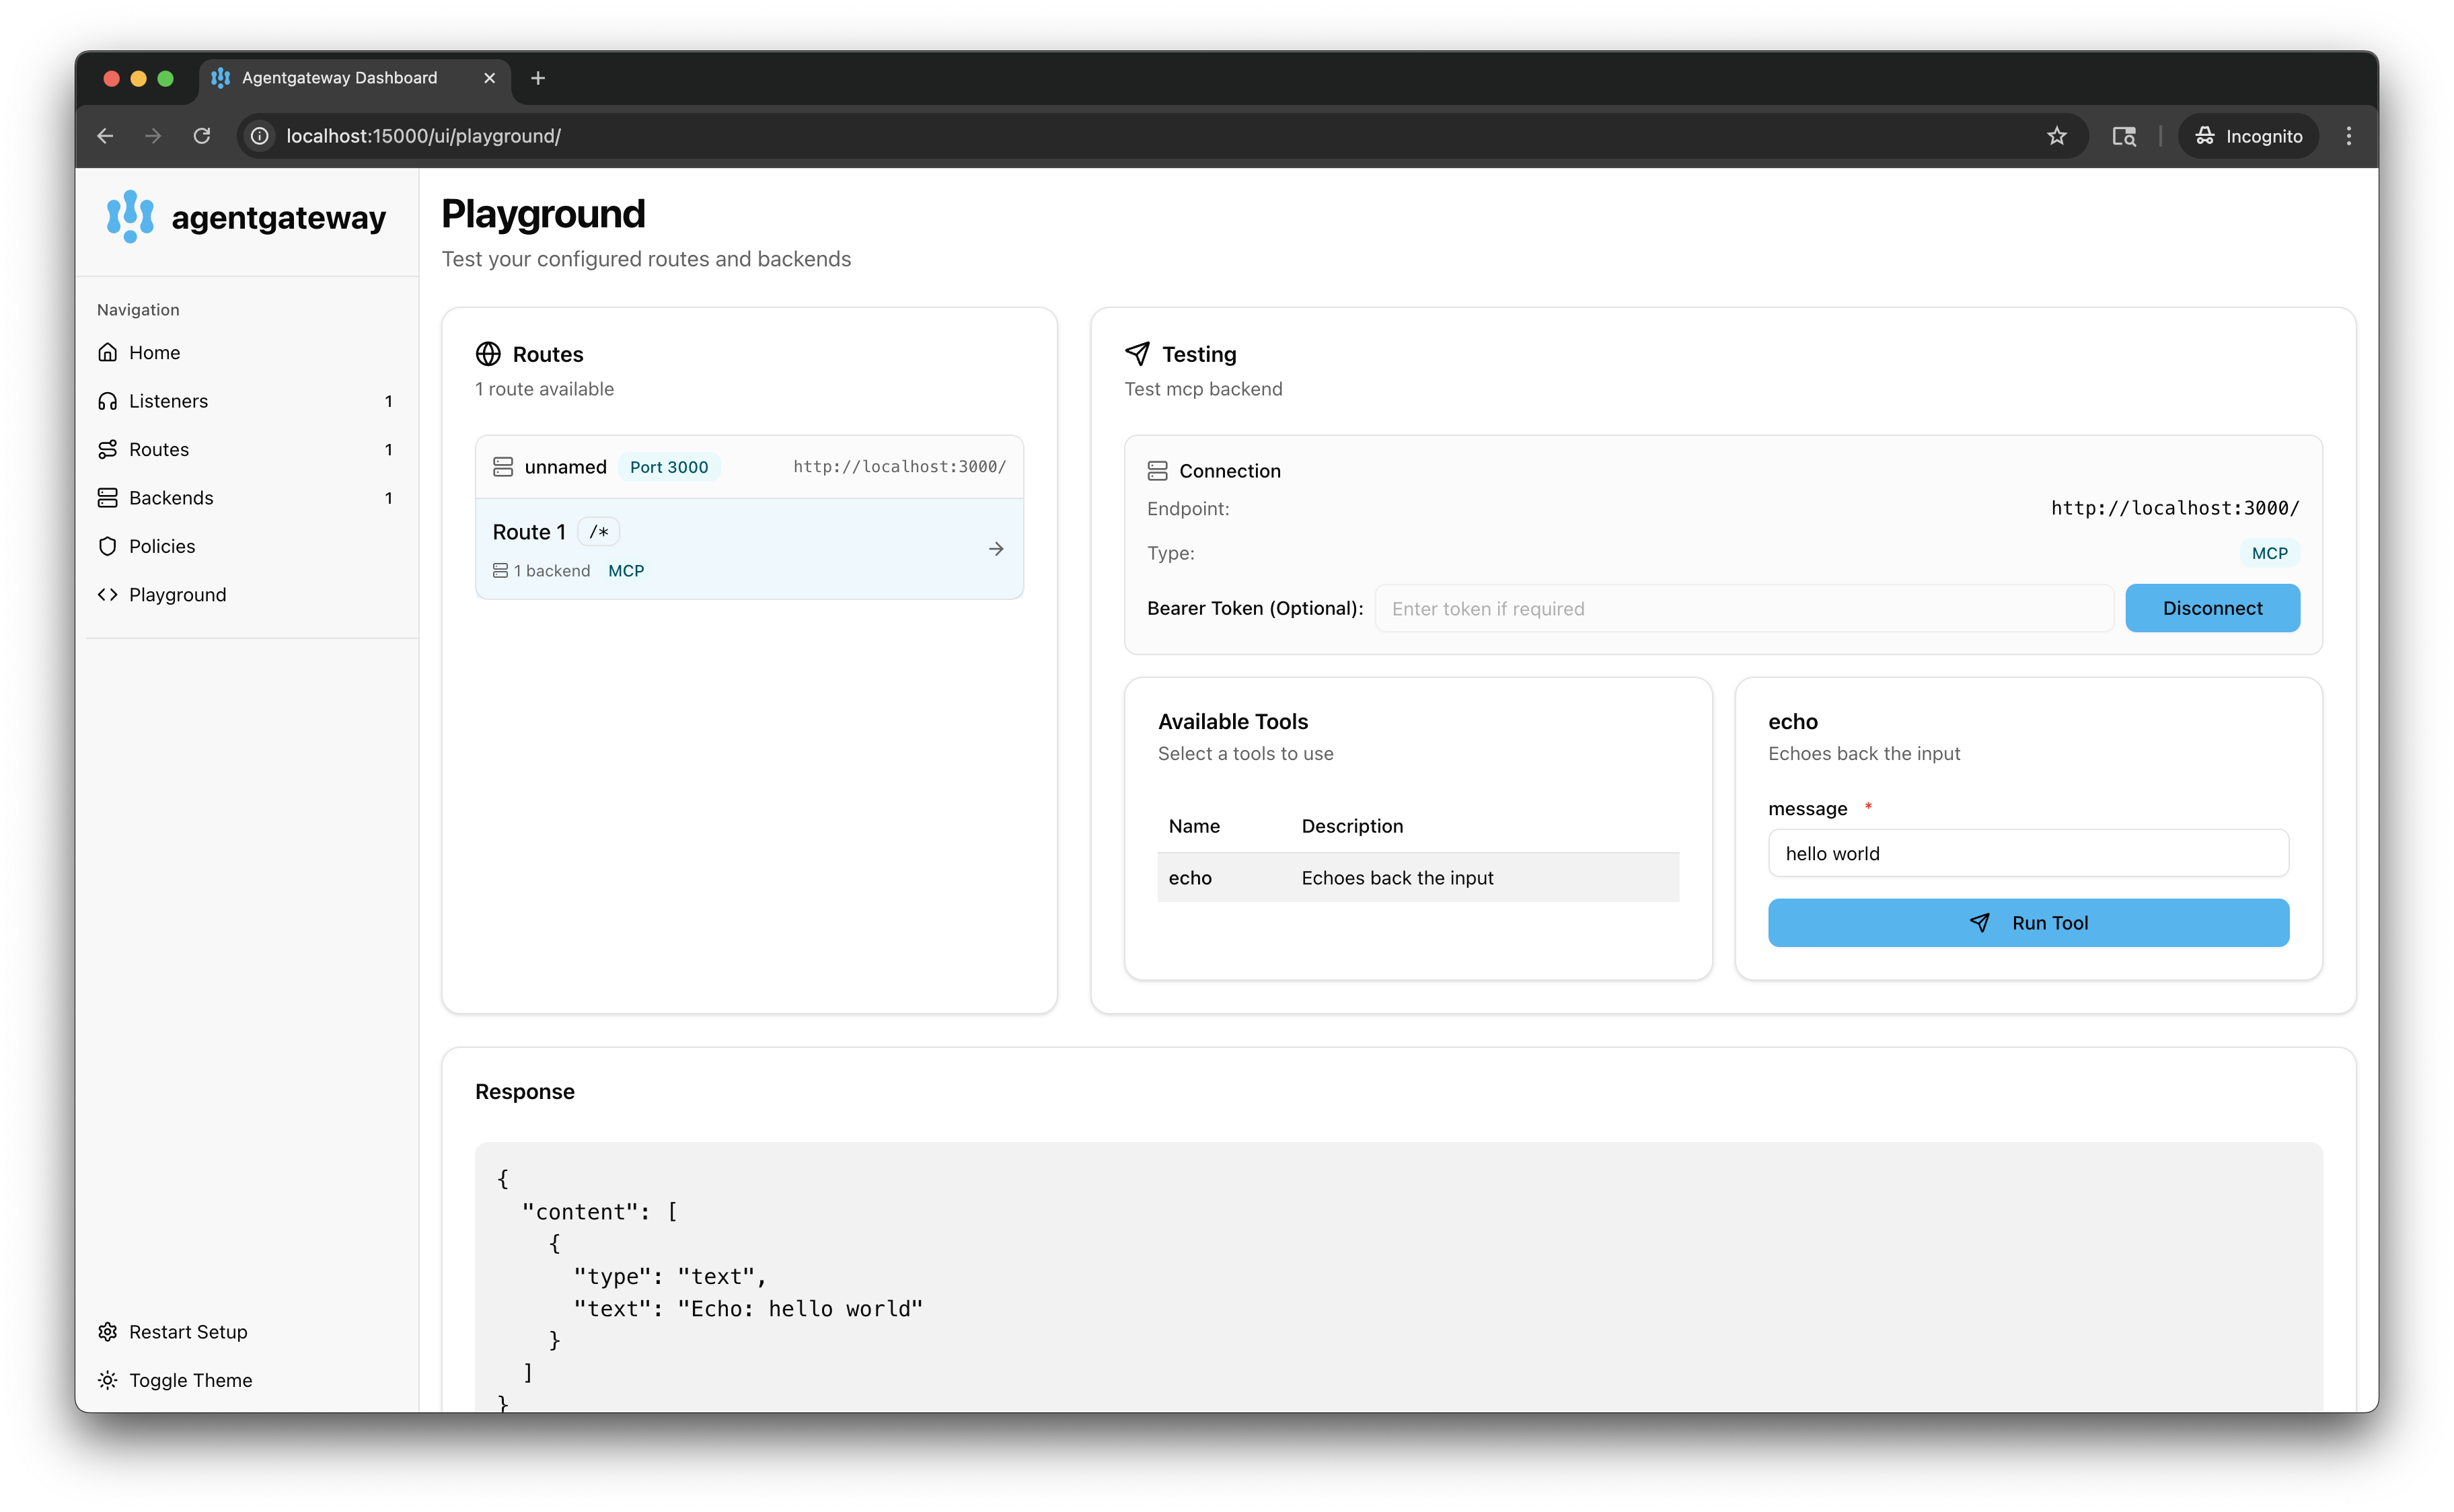 Agentgateway Dashboard
localhost:15000/ui/playground/
Incognito
agentgateway
Navigation
Home
Listeners 1
Routes 1
Backends 1
Policies
Playground
Restart Setup
Toggle Theme
Playground
Test your configured routes and backends
Routes
1 route available
unnamed Port 3000 http://localhost:3000/
Route 1 /*
1 backend MCP
Testing
Test mcp backend
Connection
Endpoint: http://localhost:3000/
Type: MCP
Bearer Token (Optional): Enter token if required Disconnect
Available Tools
Select a tools to use
Name Description
echo Echoes back the input
echo
Echoes back the input
message *
hello world
Run Tool
Response
{
"content": [
{
"type": "text",
"text": "Echo: hello world"
}
]
}